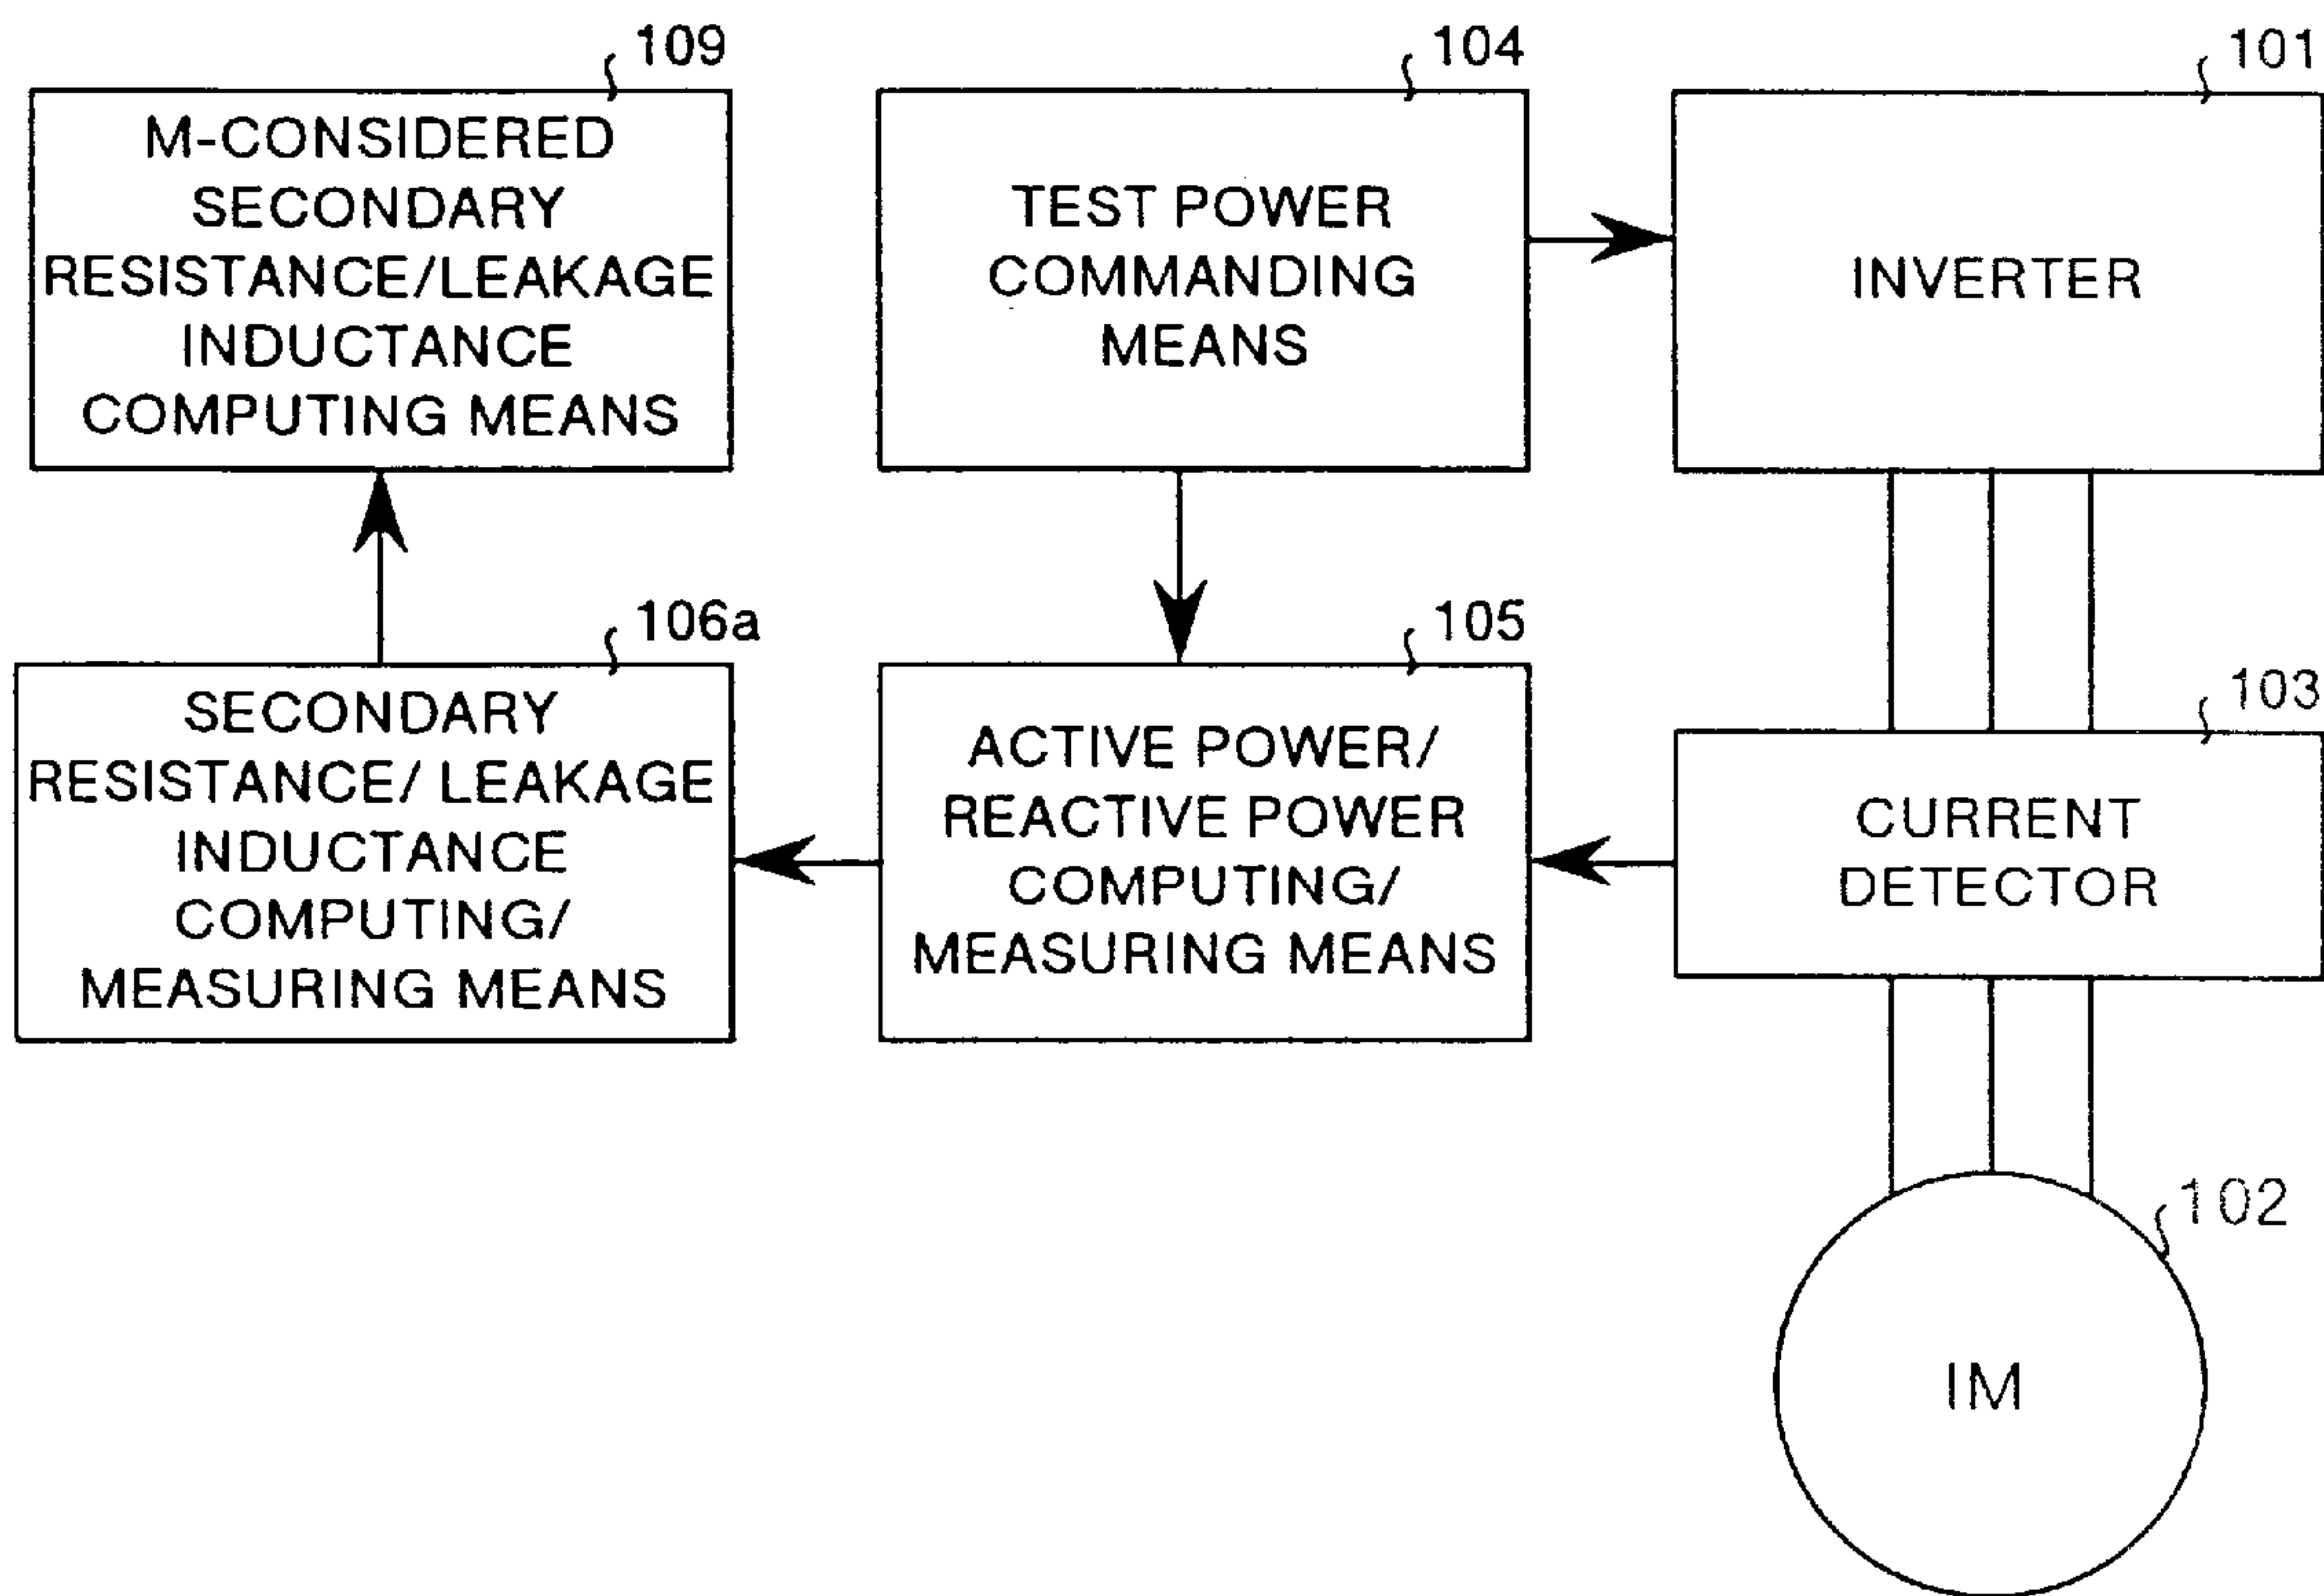 109
M-CONSIDERED
SECONDARY
RESISTANCE/LEAKAGE
INDUCTANCE
COMPUTING MEANS
104
TEST POWER
COMMANDING
MEANS
101
INVERTER
106a
SECONDARY
RESISTANCE/ LEAKAGE
INDUCTANCE
COMPUTING/
MEASURING MEANS
105
ACTIVE POWER/
REACTIVE POWER
COMPUTING/
MEASURING MEANS
103
CURRENT
DETECTOR
102
IM